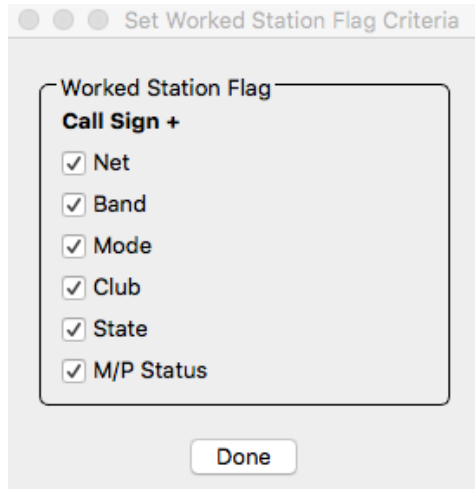 Set Worked Station Flag Criteria
Worked Station Flag
Call Sign +
Net
Band
Mode
Club
State
M/P Status
Done